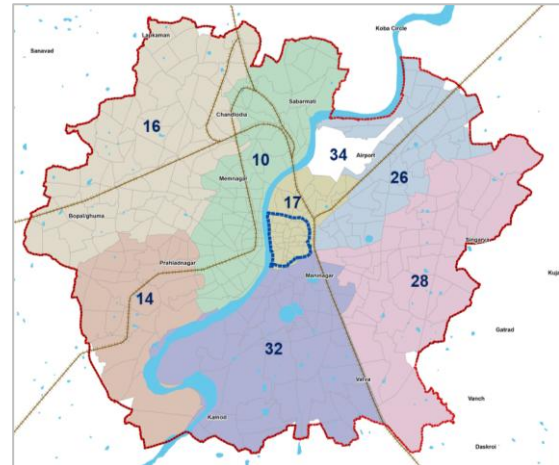 Koba Circle
Lapkaman
Sanavad
Sabarmati
Chandlodia
16
10
34
Airport
26
Memnagar
17
Bopal/ghuma
Singarva
Prahladnagar
Maninagar
Kuja
14
28
32
Gatrad
Vatva
Vanch
Kamod
Daskroi